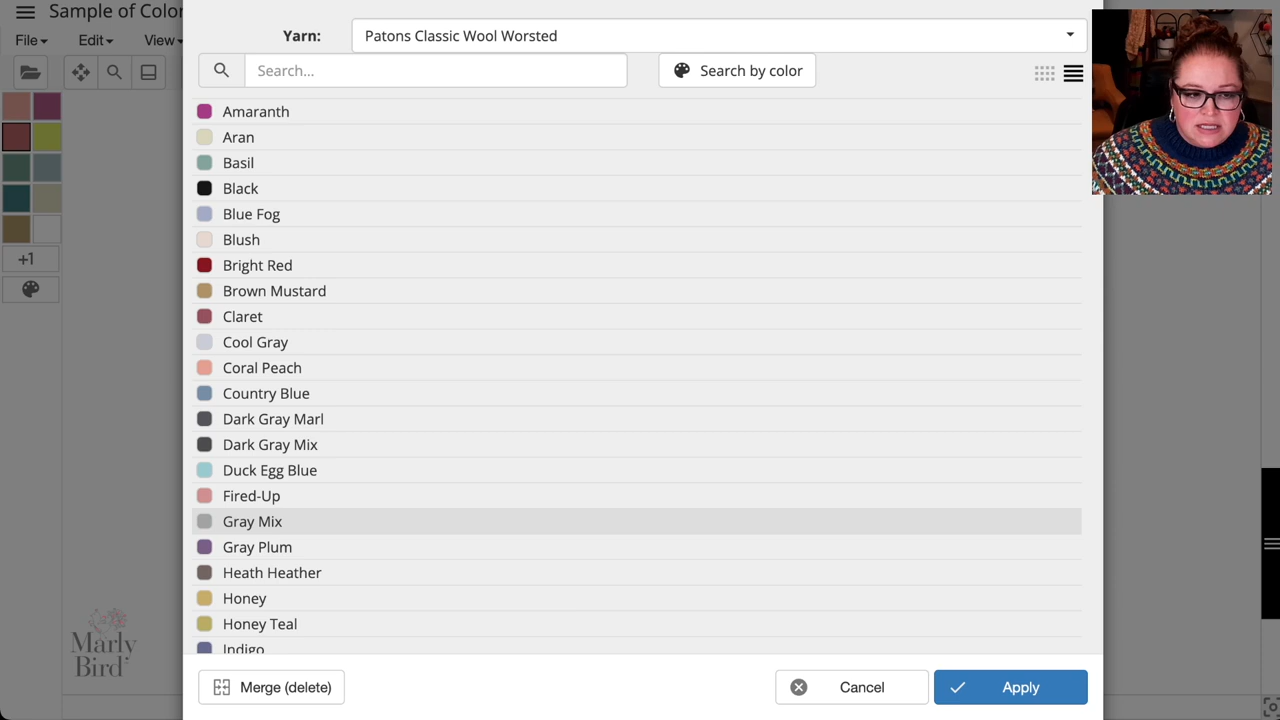 Sample of Color
File Edit View
Yarn: Patons Classic Wool Worsted
Search...
Search by color
Amaranth
Aran
Basil
Black
Blue Fog
Blush
Bright Red
Brown Mustard
Claret
Cool Gray
Coral Peach
Country Blue
Dark Gray Marl
Dark Gray Mix
Duck Egg Blue
Fired-Up
Gray Mix
Gray Plum
Heath Heather
Honey
Honey Teal
Indigo
+1
Marly
Bird
Merge (delete)
Cancel
Apply